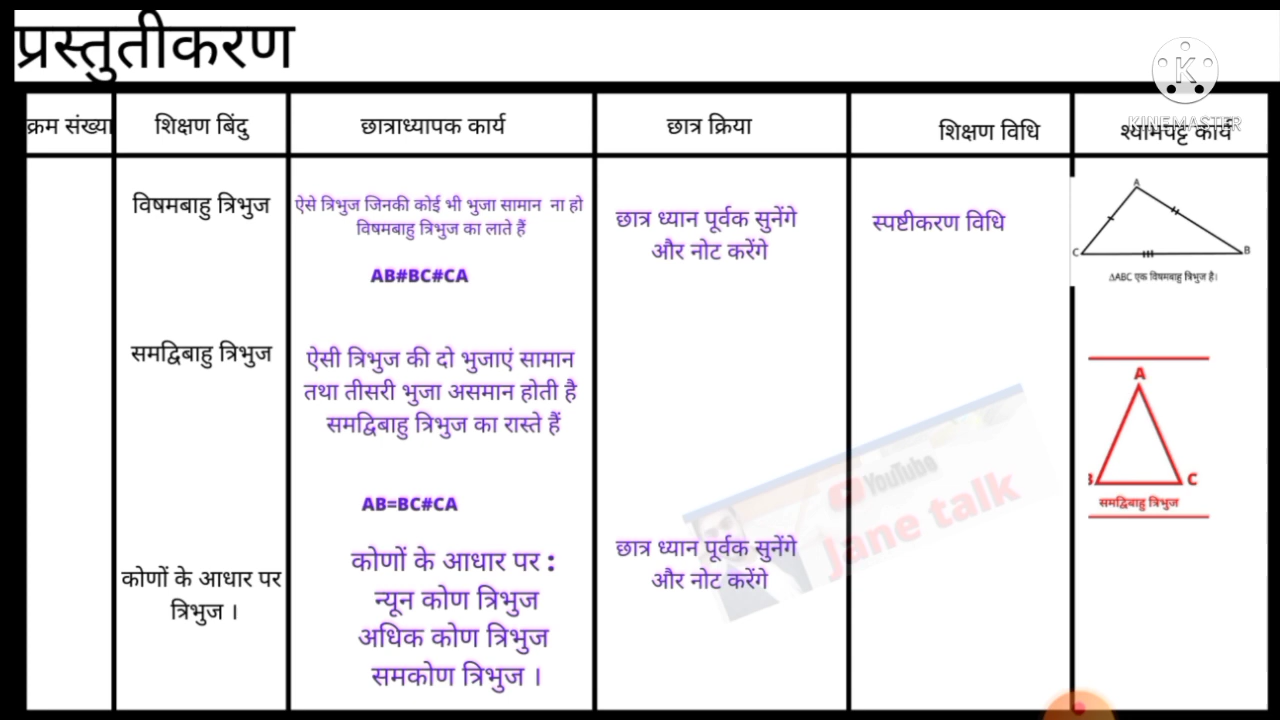 प्रस्तुतीकरण
KINEMASTER
क्रम संख्या
शिक्षण बिंदु
छात्राध्यापक कार्य
छात्र क्रिया
शिक्षण विधि
श्यामपट्ट कार्य
विषमबाहु त्रिभुज
ऐसे त्रिभुज जिनकी कोई भी भुजा सामान ना हो
विषमबाहु त्रिभुज का लाते हैं
AB#BC#CA
छात्र ध्यान पूर्वक सुनेंगे
और नोट करेंगे
स्पष्टीकरण विधि
A
C
B
∆ABC एक विषमबाहु त्रिभुज है।
समद्विबाहु त्रिभुज
ऐसी त्रिभुज की दो भुजाएं सामान
तथा तीसरी भुजा असमान होती है
समद्विबाहु त्रिभुज का रास्ते हैं
AB=BC#CA
A
B
C
समद्विबाहु त्रिभुज
YouTube
Jane talk
कोणों के आधार पर
त्रिभुज ।
कोणों के आधार पर :
न्यून कोण त्रिभुज
अधिक कोण त्रिभुज
समकोण त्रिभुज ।
छात्र ध्यान पूर्वक सुनेंगे
और नोट करेंगे